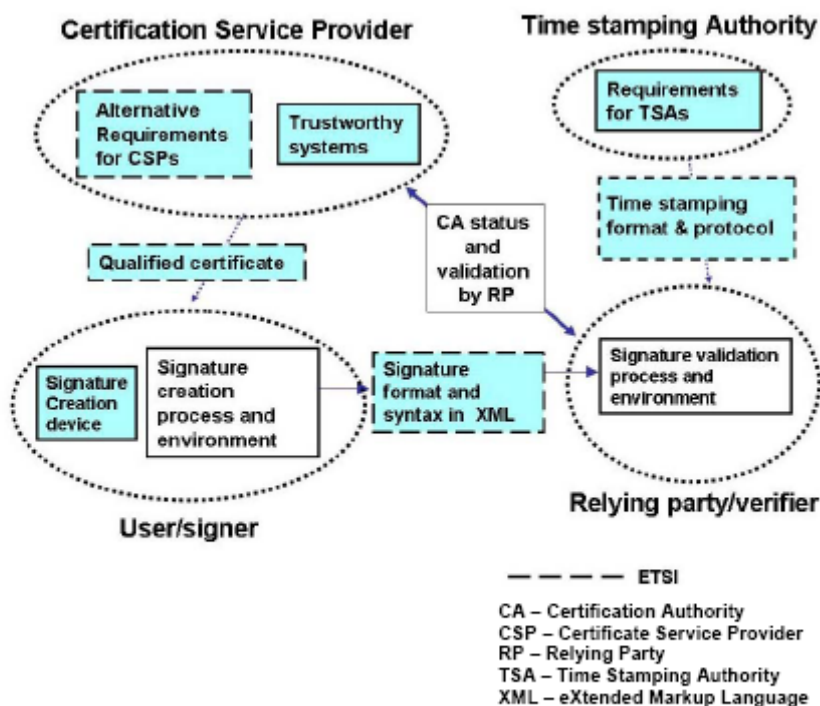 Certification Service Provider
Time stamping Authority
Alternative
Requirements
for CSPs
Trustworthy
systems
Requirements
for TSAs
CA status
and
validation
by RP
Time stamping
format & protocol
Qualified certificate
Signature
Creation
device
Signature
creation
process and
environment
Signature
format and
syntax in XML
Signature validation
process and
environment
User/signer
Relying party/verifier
ETSI
CA – Certification Authority
CSP – Certificate Service Provider
RP – Relying Party
TSA – Time Stamping Authority
XML – eXtended Markup Language